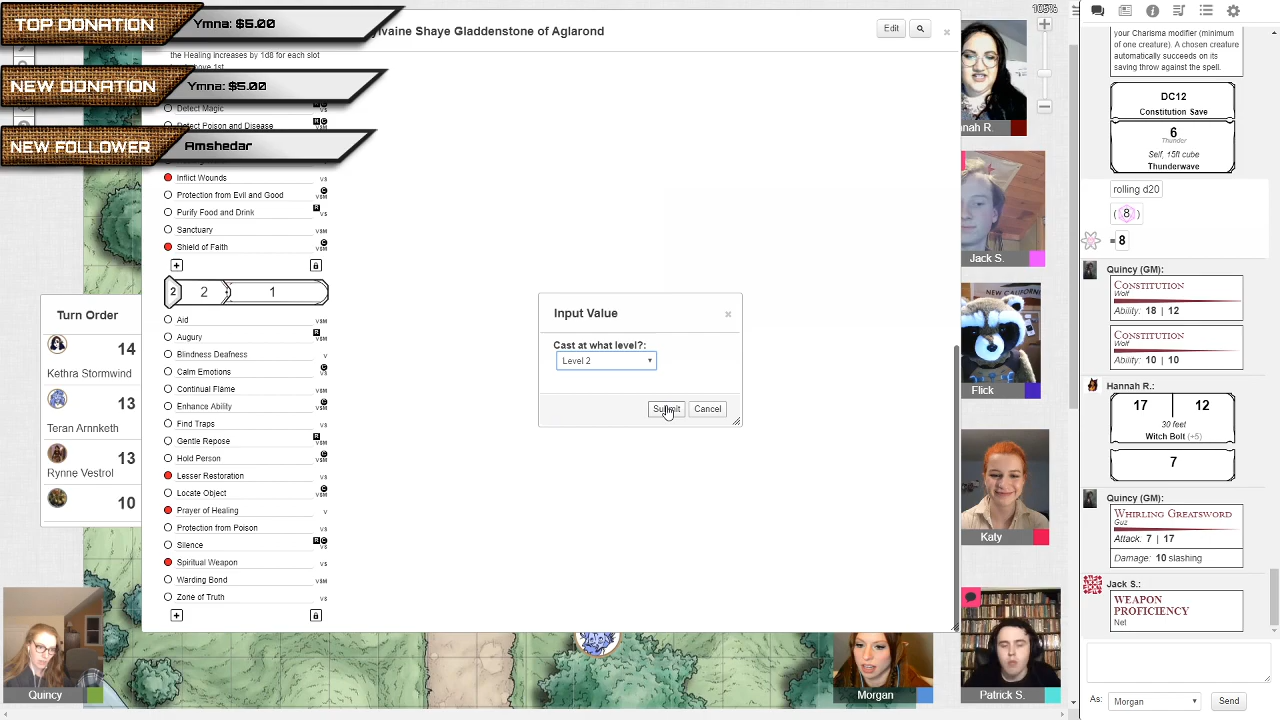 TOP DONATION
Ymna: $5.00
NEW DONATION
Ymna: $5.00
NEW FOLLOWER
Amshedar
lvaine Shaye Gladdenstone of Aglarond
Edit
the Healing increases by 1d8 for each slot
Detect Magic
Detect Poison and Disease
Inflict Wounds
Protection from Evil and Good
Purify Food and Drink
Sanctuary
Shield of Faith
2 2 1
Aid
Augury
Blindness Deafness
Calm Emotions
Continual Flame
Enhance Ability
Find Traps
Gentle Repose
Hold Person
Lesser Restoration
Locate Object
Prayer of Healing
Protection from Poison
Silence
Spiritual Weapon
Warding Bond
Zone of Truth
Turn Order
14
Kethra Stormwind
13
Teran Arnnketh
13
Rynne Vestrol
10
Input Value
Cast at what level?:
Level 2
Submit Cancel
105%
nah R.
Jack S.
NEW CALIFORNI
Flick
Katy
Quincy
Morgan
Patrick S.
your Charisma modifier (minimum
of one creature). A chosen creature
automatically succeeds on its
saving throw against the spell.
DC12
Constitution Save
6
Thunder
Self, 15ft cube
Thunderwave
rolling d20
( 8 )
= 8
Quincy (GM):
CONSTITUTION
Wolf
Ability: 18 | 12
CONSTITUTION
Wolf
Ability: 10 | 10
Hannah R.:
17 12
30 feet
Witch Bolt (+5)
7
Quincy (GM):
WHIRLING GREATSWORD
Guz
Attack: 7 | 17
Damage: 10 slashing
Jack S.:
WEAPON
PROFICIENCY
Net
As: Morgan
Send